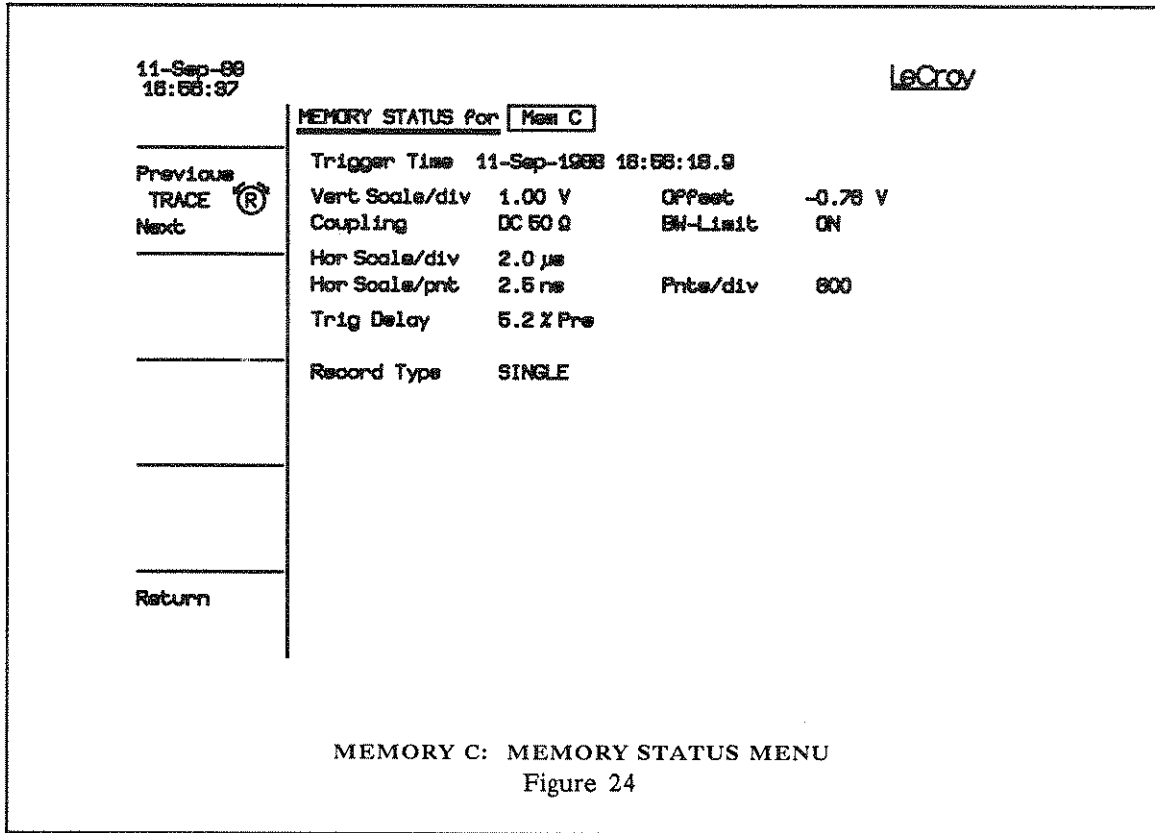 11-Sep-88
16:56:37
LeCroy
MEMORY STATUS for Mem C
Trigger Time 11-Sep-1988 16:56:18.9
Previous
TRACE R
Next
Vert Scale/div 1.00 V Offset -0.78 V
Coupling DC 50 Ω BW-Limit ON
Hor Scale/div 2.0 µs
Hor Scale/pnt 2.5 ns Pnts/div 800
Trig Delay 5.2 % Pre
Record Type SINGLE
Return
MEMORY C: MEMORY STATUS MENU
Figure 24